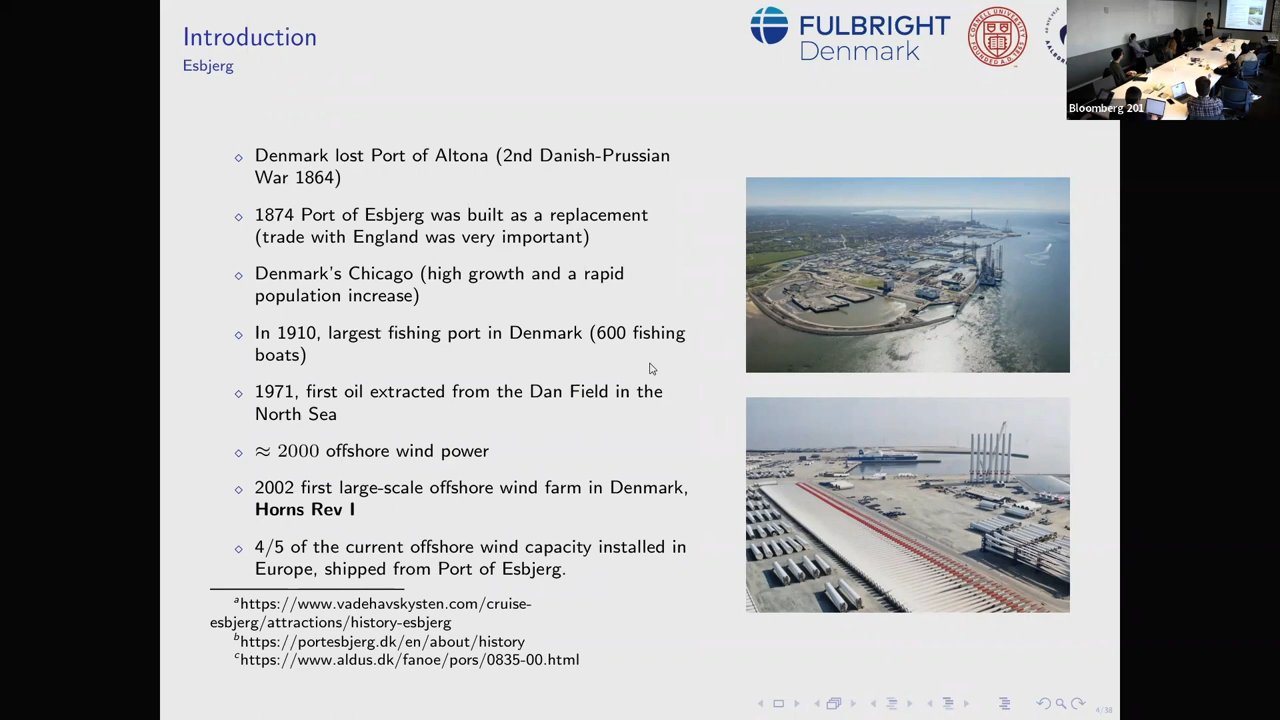 Introduction
Esbjerg
FULBRIGHT
Denmark
Bloomberg 201
⋄ Denmark lost Port of Altona (2nd Danish-Prussian
War 1864)
⋄ 1874 Port of Esbjerg was built as a replacement
(trade with England was very important)
⋄ Denmark's Chicago (high growth and a rapid
population increase)
⋄ In 1910, largest fishing port in Denmark (600 fishing
boats)
⋄ 1971, first oil extracted from the Dan Field in the
North Sea
⋄ ≈ 2000 offshore wind power
⋄ 2002 first large-scale offshore wind farm in Denmark,
Horns Rev I
⋄ 4/5 of the current offshore wind capacity installed in
Europe, shipped from Port of Esbjerg.
ᵃhttps://www.vadehavskysten.com/cruise-
esbjerg/attractions/history-esbjerg
ᵇhttps://portesbjerg.dk/en/about/history
ᶜhttps://www.aldus.dk/fanoe/pors/0835-00.html
4/38